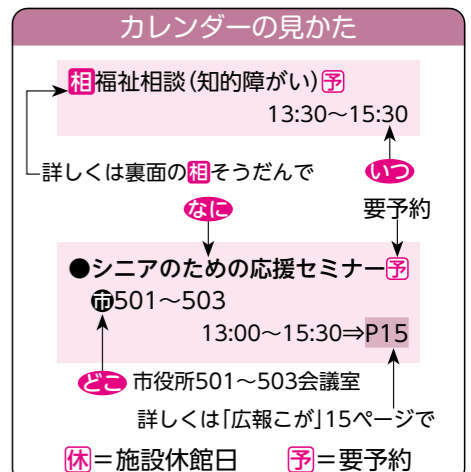 カレンダーの見かた
相福祉相談(知的障がい)予
13:30〜15:30
詳しくは裏面の相そうだんで
いつ
なに
要予約
●シニアのための応援セミナー予
市501〜503
13:00〜15:30⇒P15
どこ 市役所501〜503会議室
詳しくは「広報こが」15ページで
休=施設休館日 予=要予約